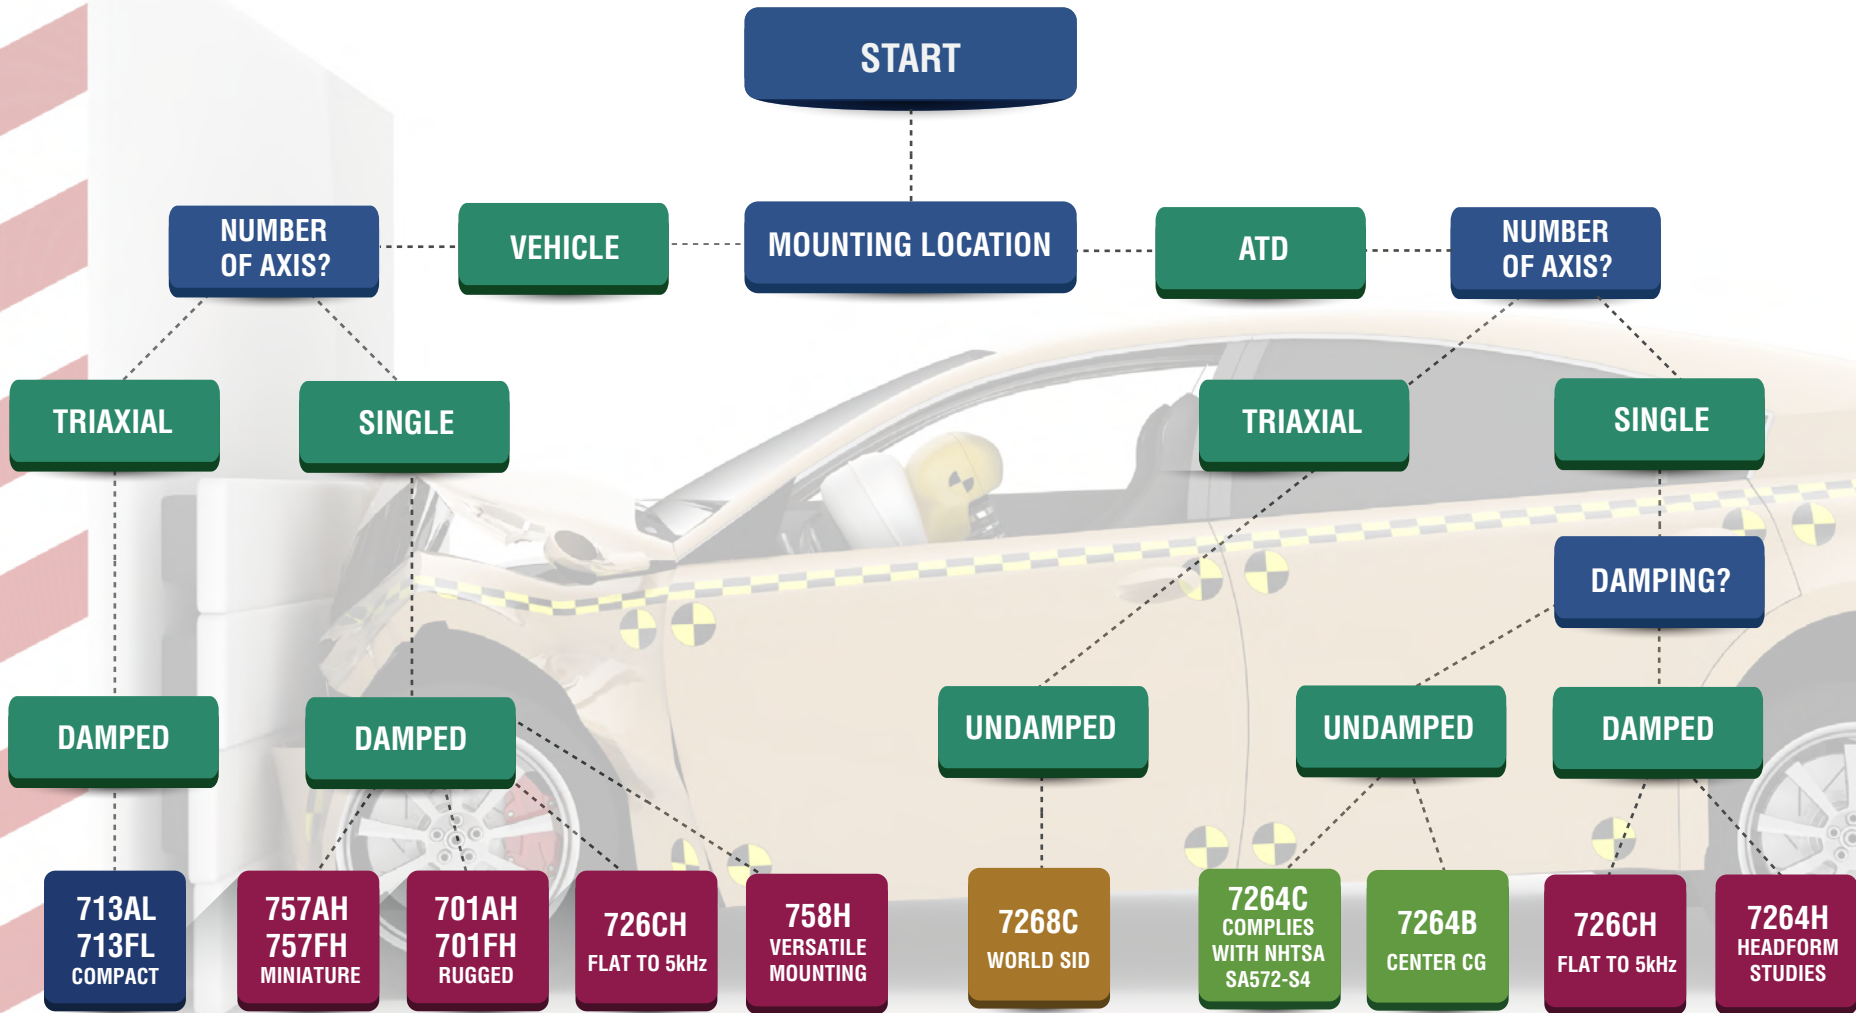 START
NUMBER
OF AXIS?
VEHICLE
MOUNTING LOCATION
ATD
NUMBER
OF AXIS?
TRIAXIAL
SINGLE
TRIAXIAL
SINGLE
DAMPING?
DAMPED
DAMPED
UNDAMPED
UNDAMPED
DAMPED
713AL
713FL
COMPACT
757AH
757FH
MINIATURE
701AH
701FH
RUGGED
726CH
FLAT TO 5kHz
758H
VERSATILE
MOUNTING
7268C
WORLD SID
7264C
COMPLIES
WITH NHTSA
SA572-S4
7264B
CENTER CG
726CH
FLAT TO 5kHz
7264H
HEADFORM
STUDIES